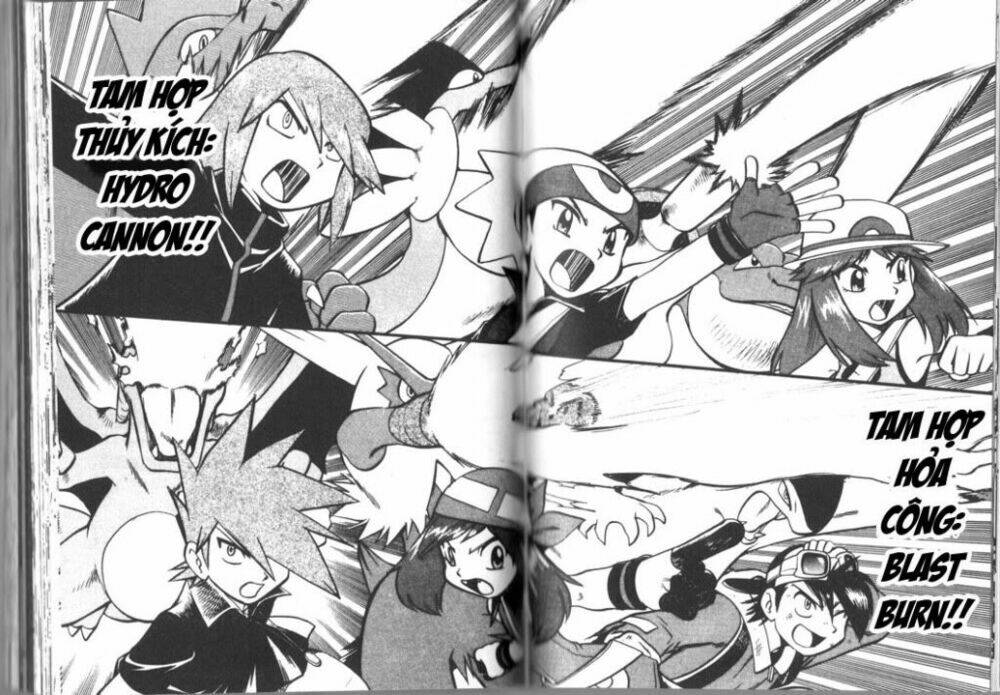 TAM HỢP
THỦY KÍCH:
HYDRO
CANNON!!
TAM HỢP
HỎA
CÔNG:
BLAST
BURN!!